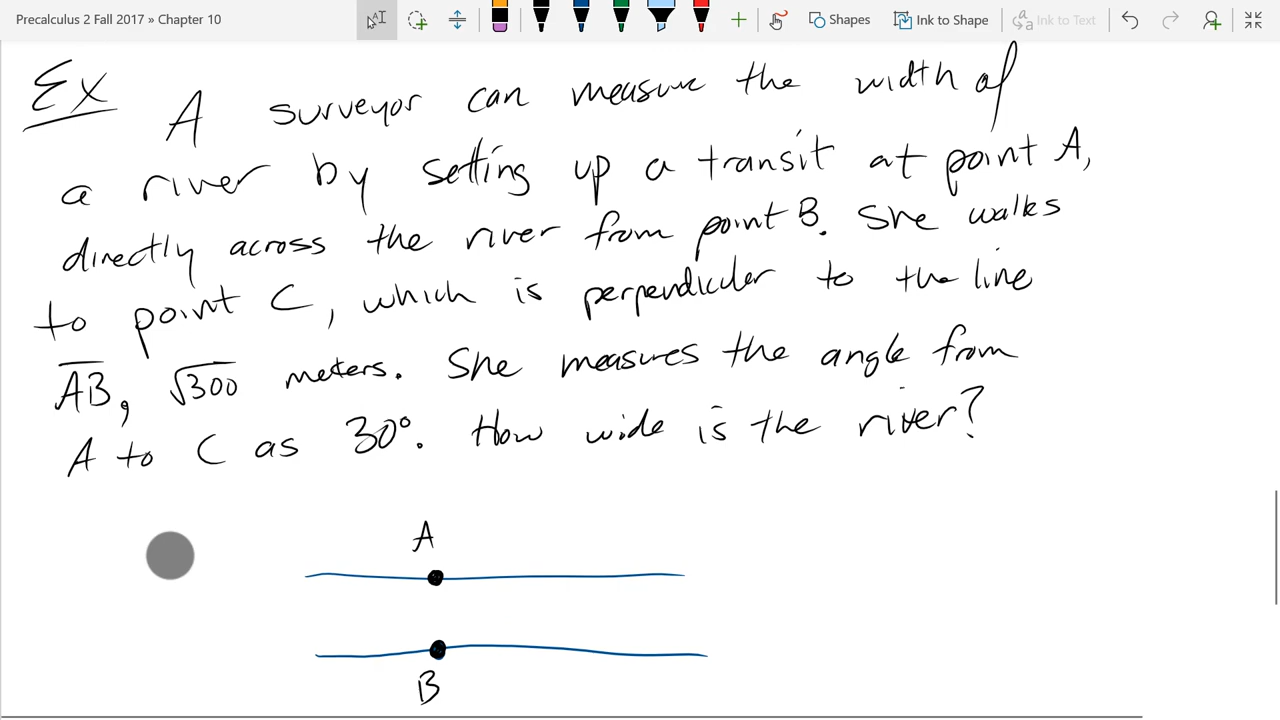 Precalculus 2 Fall 2017 » Chapter 10
Shapes
Ink to Shape
Ink to Text
Ex A surveyor can measure the width of
a river by setting up a transit at point A,
directly across the river from point B. She walks
to point C, which is perpendicular to the line
A̅B̅, √300 meters. She measures the angle from
A to C as 30°. How wide is the river?
A
B